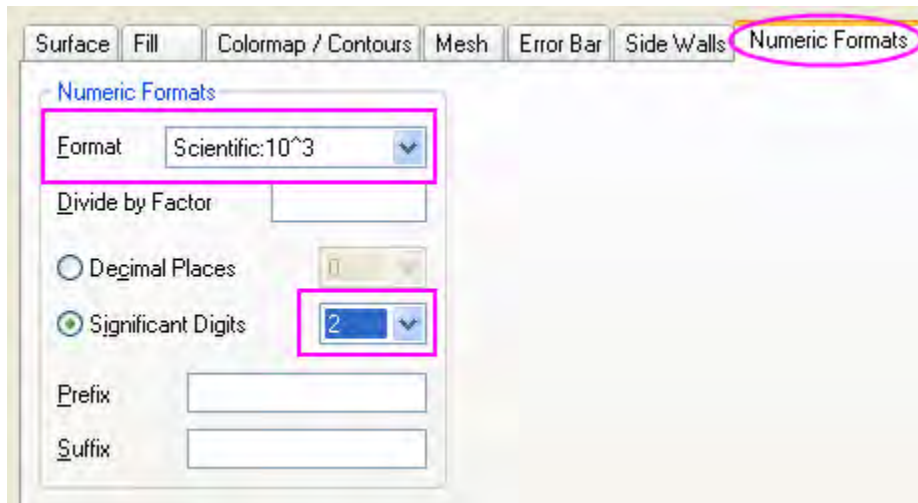 Surface Fill Colormap / Contours Mesh Error Bar Side Walls Numeric Formats
Numeric Formats
Format Scientific:10^3
Divide by Factor
Decimal Places 0
Significant Digits 2
Prefix
Suffix